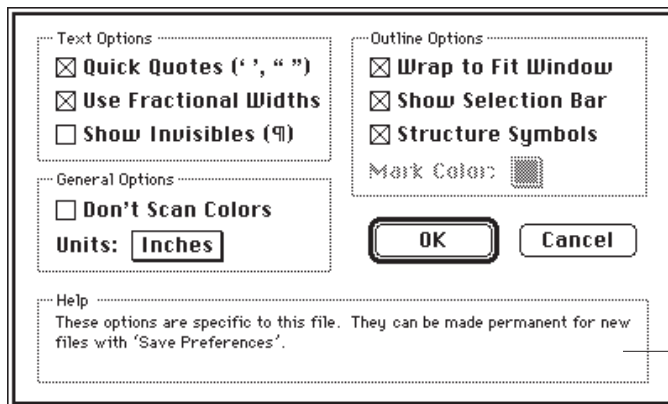 Text Options
Quick Quotes (‘ ’, “ ”)
Use Fractional Widths
Show Invisibles (¶)
General Options
Don't Scan Colors
Units: Inches
Outline Options
Wrap to Fit Window
Show Selection Bar
Structure Symbols
Mark Color:
OK
Cancel
Help
These options are specific to this file. They can be made permanent for new
files with 'Save Preferences'.